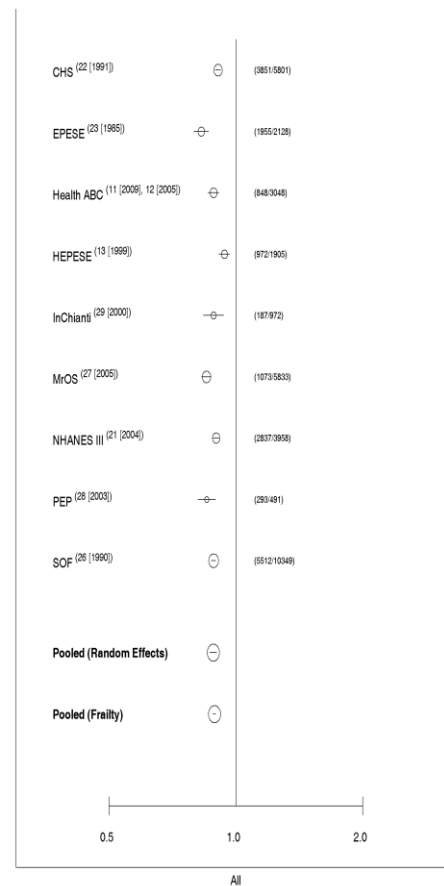 CHS (22 [1991]) (3851/5801)
EPESE (23 [1985]) (1955/2128)
Health ABC (11 [2009], 12 [2005]) (848/3048)
HEPESE (13 [1999]) (972/1905)
InChianti (29 [2000]) (187/972)
MrOS (27 [2005]) (1073/5833)
NHANES III (21 [2004]) (2837/3958)
PEP (28 [2003]) (293/491)
SOF (26 [1990]) (5512/10349)
Pooled (Random Effects)
Pooled (Frailty)
0.5 1.0 2.0
All